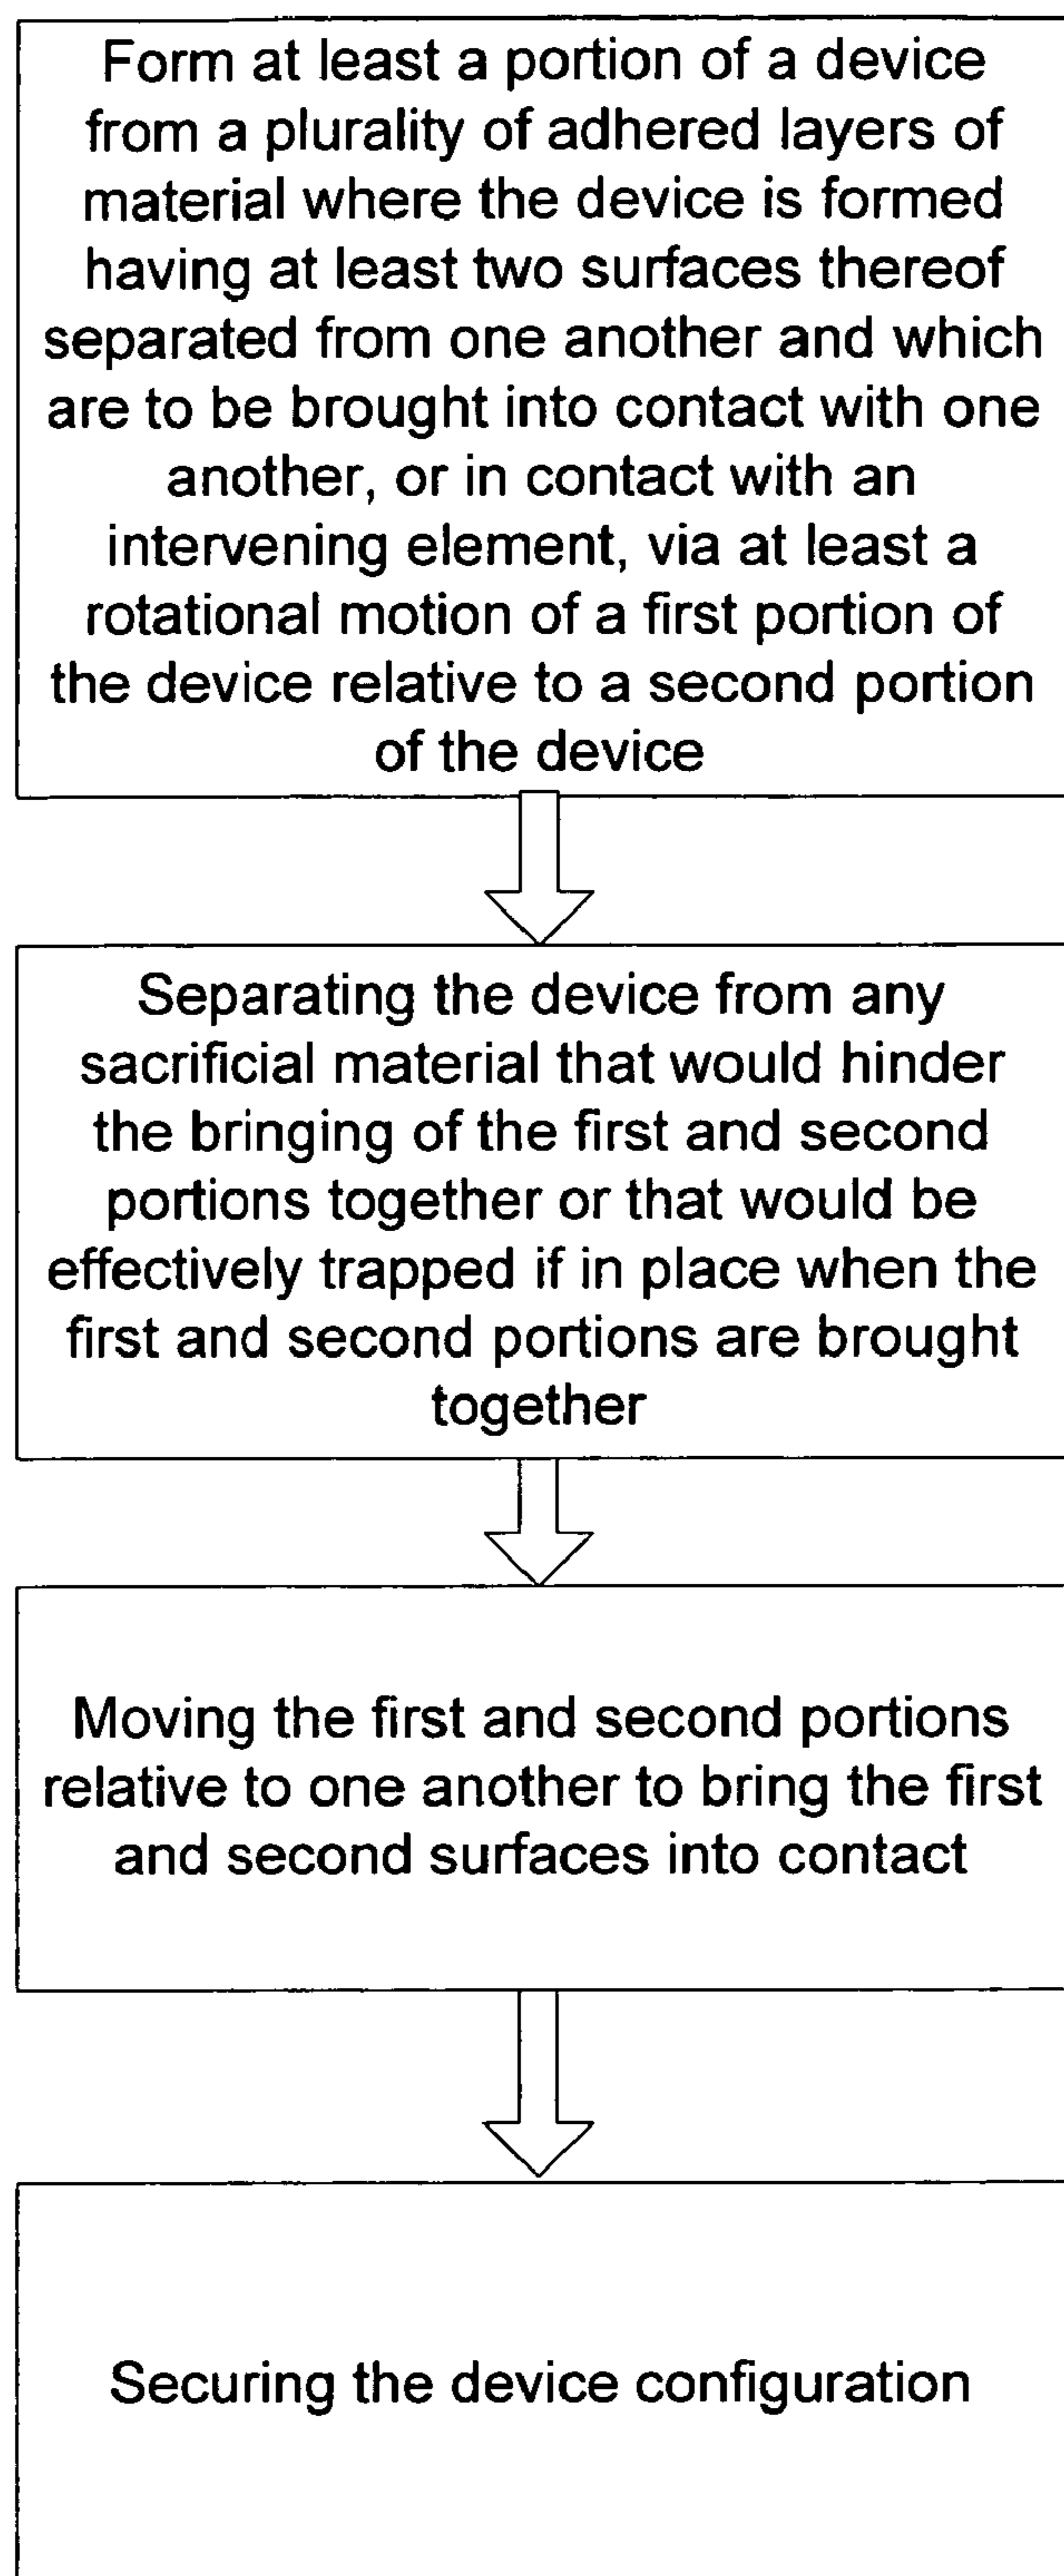 Form at least a portion of a device
from a plurality of adhered layers of
material where the device is formed
having at least two surfaces thereof
separated from one another and which
are to be brought into contact with one
another, or in contact with an
intervening element, via at least a
rotational motion of a first portion of
the device relative to a second portion
of the device
Separating the device from any
sacrificial material that would hinder
the bringing of the first and second
portions together or that would be
effectively trapped if in place when the
first and second portions are brought
together
Moving the first and second portions
relative to one another to bring the first
and second surfaces into contact
Securing the device configuration